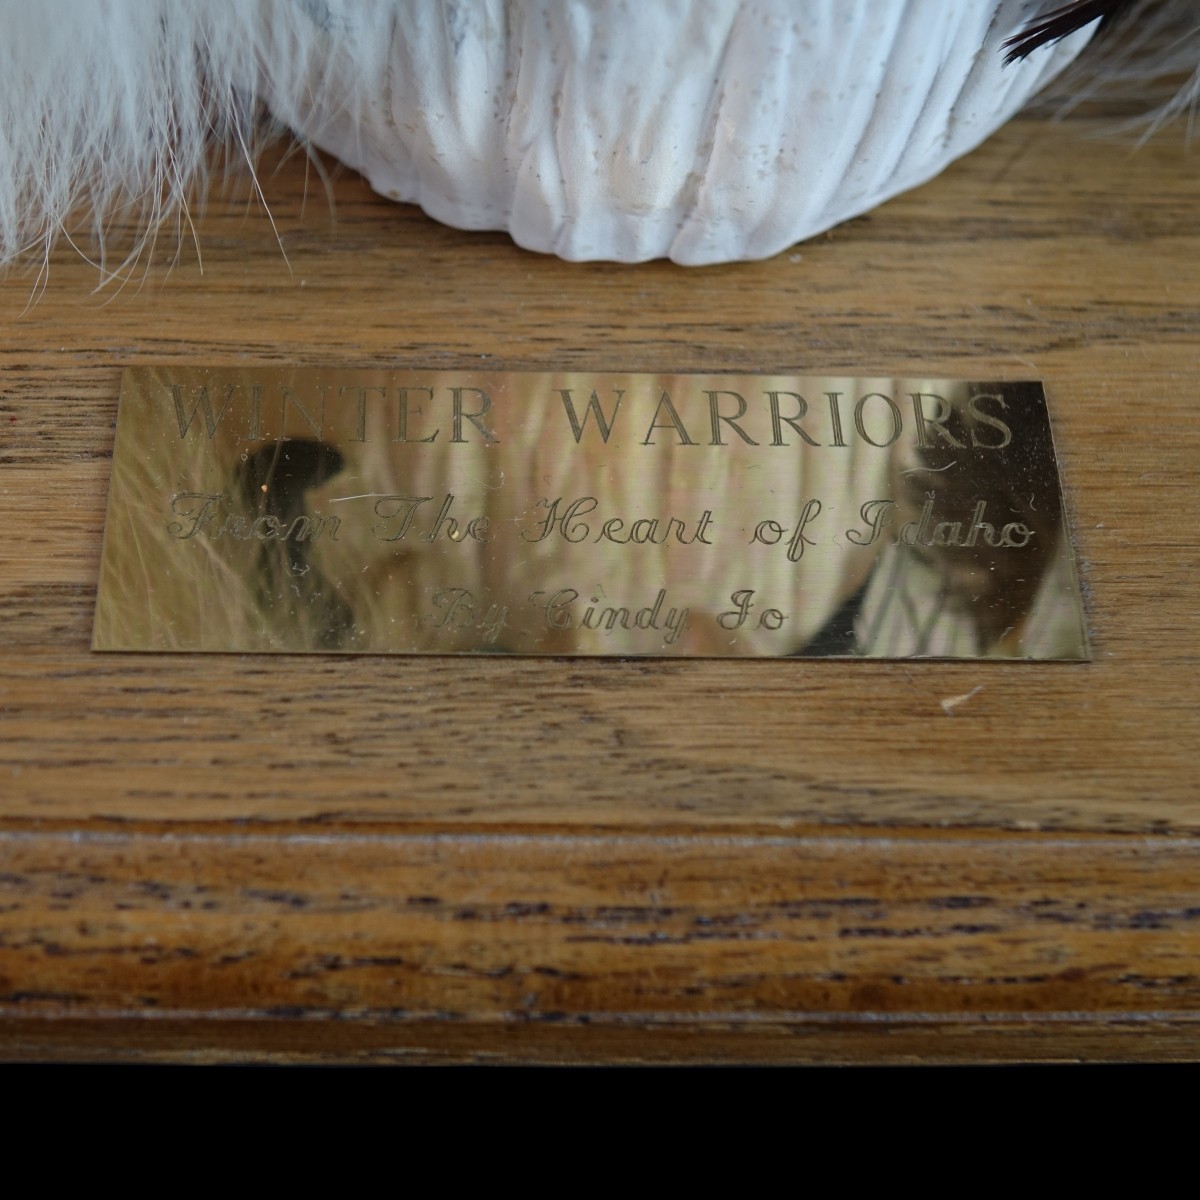 WINTER WARRIORS
From The Heart of Idaho
By Cindy Jo